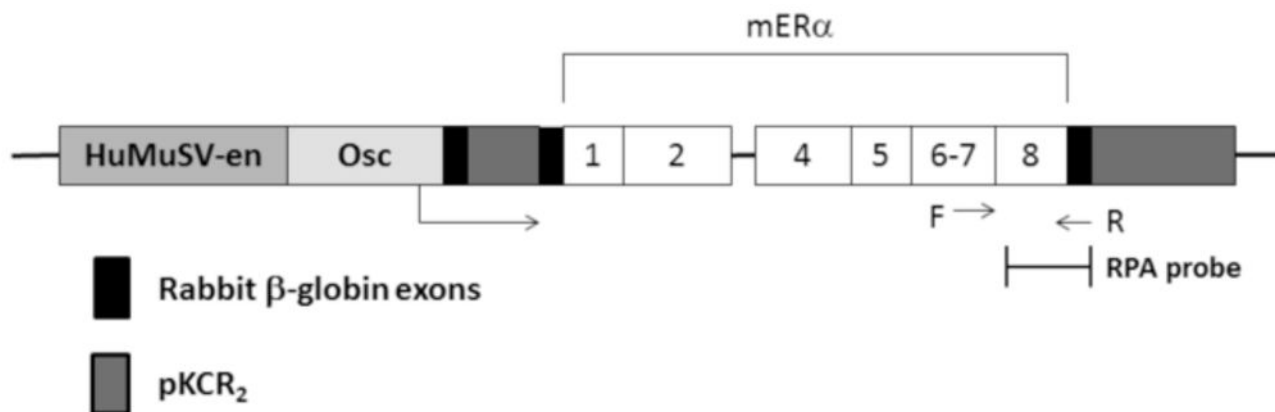 mERα
HuMuSV-en Osc 1 2 4 5 6-7 8
F R
RPA probe
Rabbit β-globin exons
pKCR₂